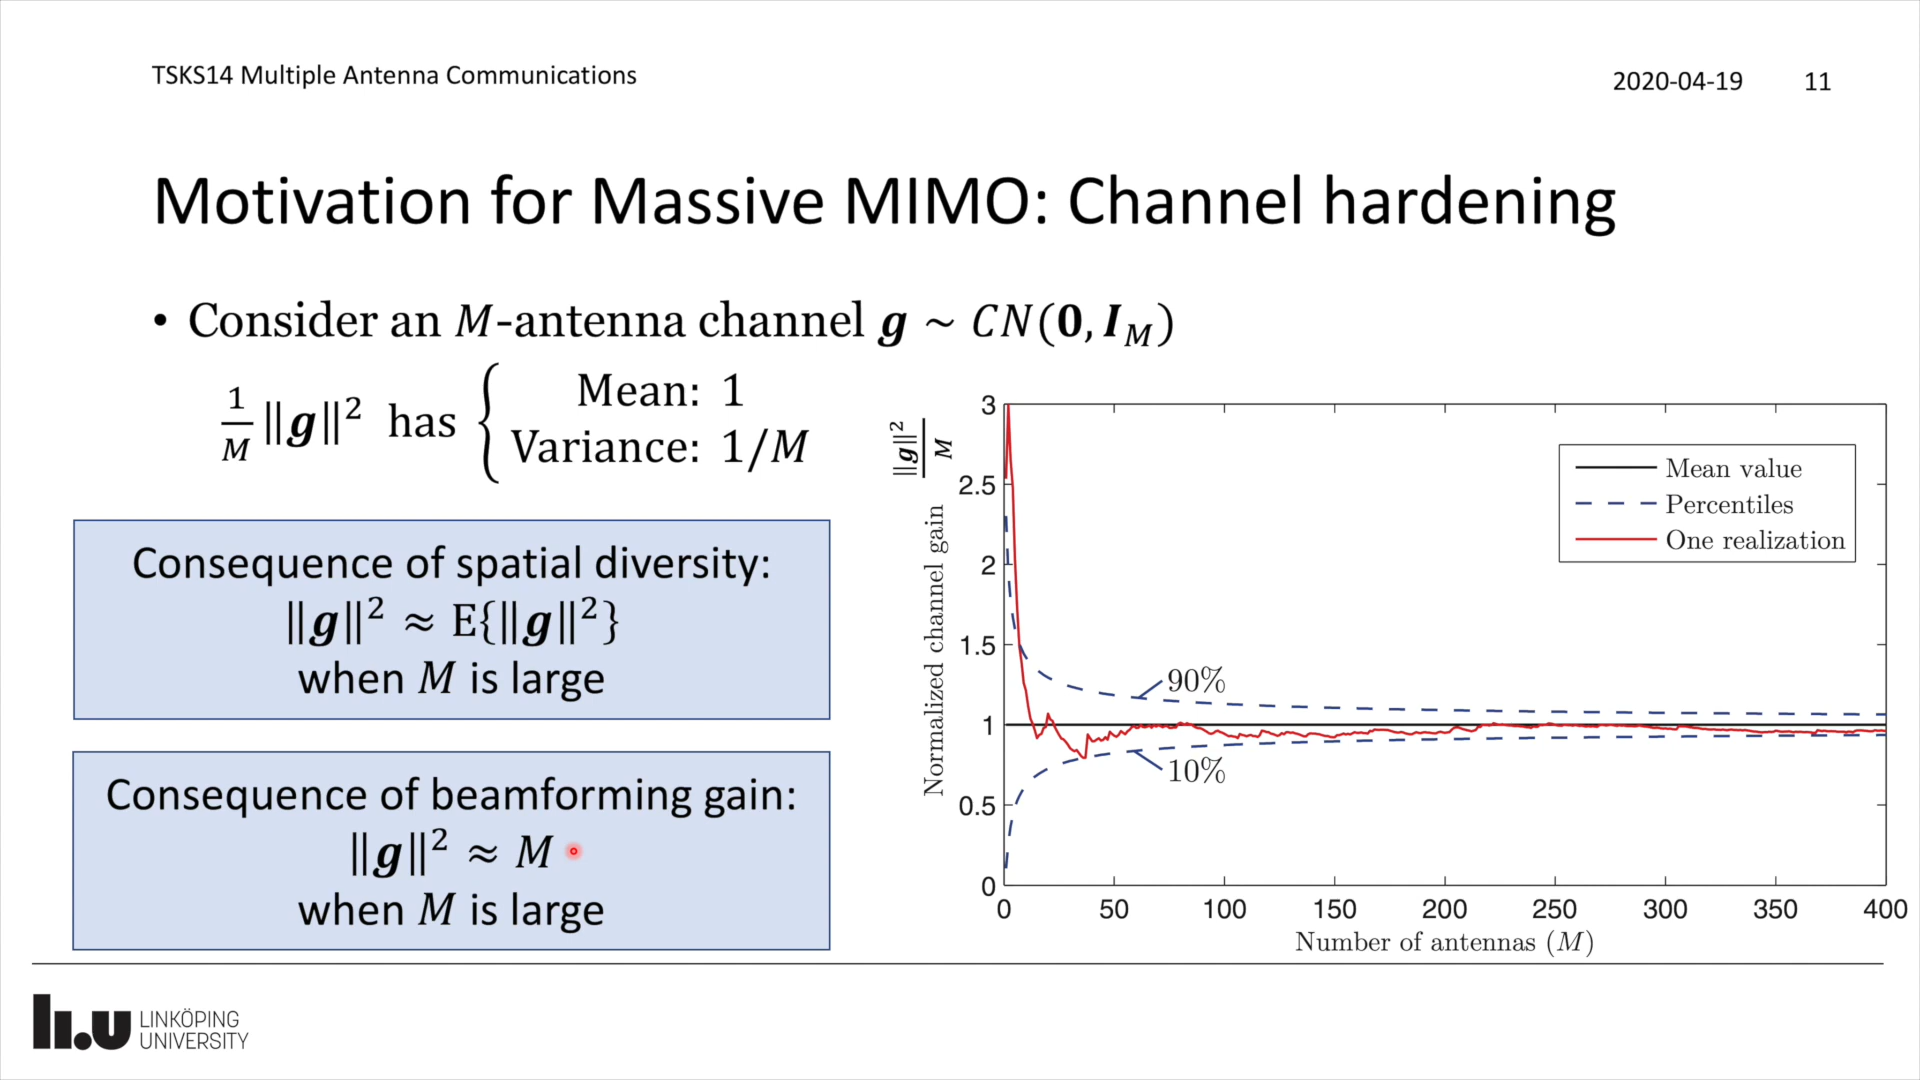 TSKS14 Multiple Antenna Communications
2020-04-19 11
Motivation for Massive MIMO: Channel hardening
• Consider an M-antenna channel g ~ CN(0, I_M)
1/M ‖g‖² has { Mean: 1
Variance: 1/M
Consequence of spatial diversity:
‖g‖² ≈ E{‖g‖²}
when M is large
Consequence of beamforming gain:
‖g‖² ≈ M
when M is large
Normalized channel gain ‖g‖²/M
3
2.5
2
1.5
1
0.5
0
Mean value
Percentiles
One realization
90%
10%
0 50 100 150 200 250 300 350 400
Number of antennas (M)
li.u LINKÖPING
UNIVERSITY